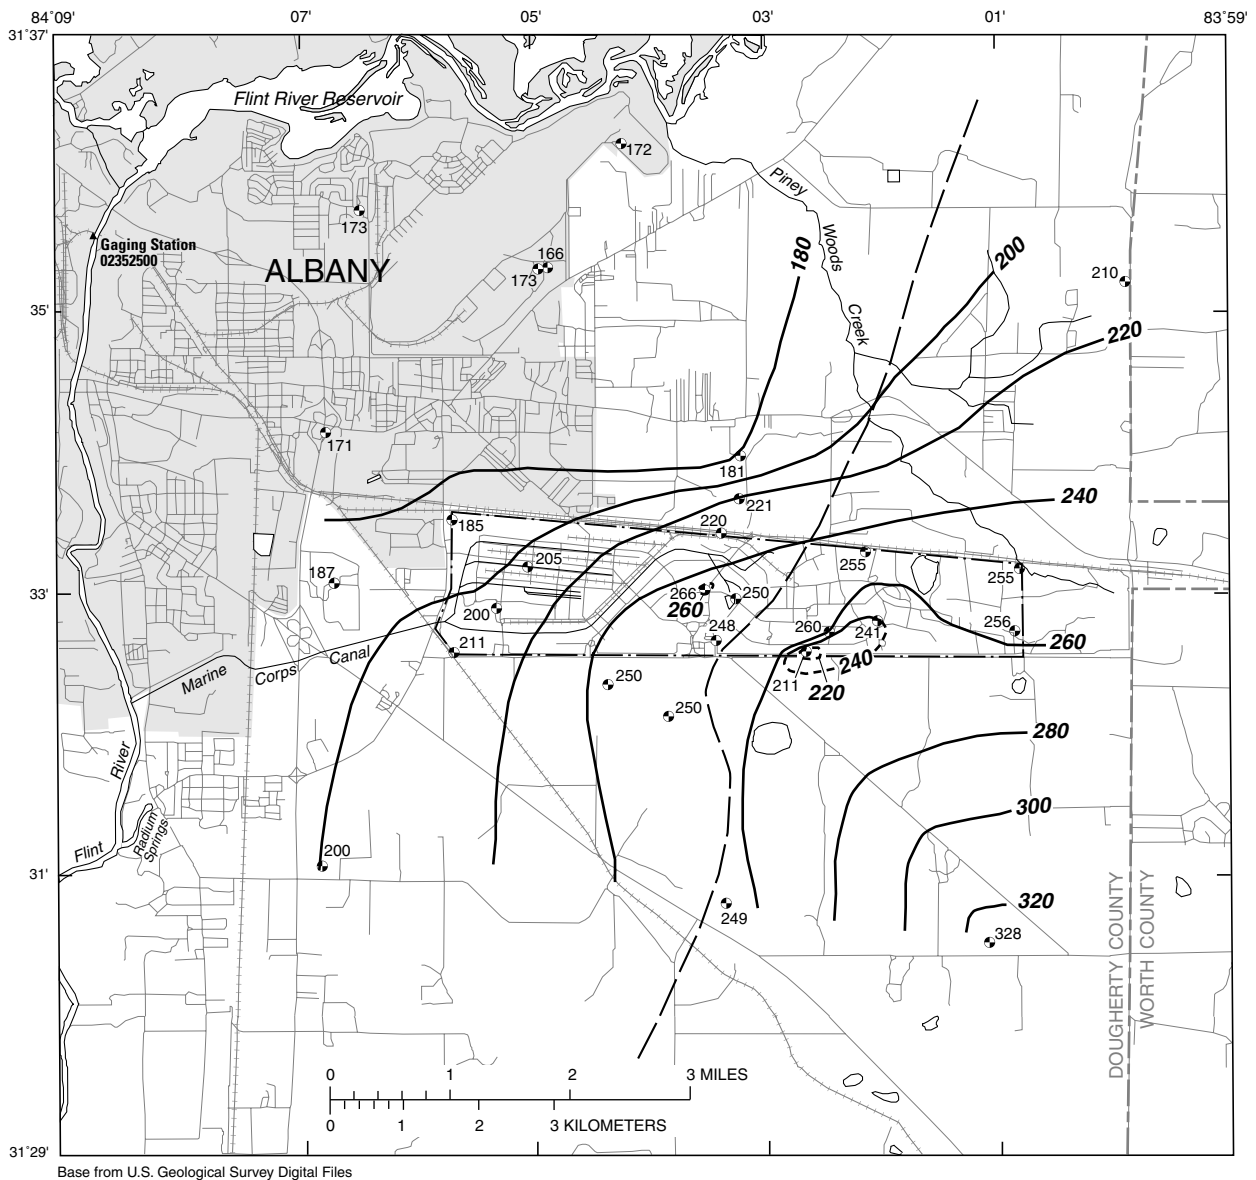 84°09'
07'
05'
03'
01'
83°59'
31°37'
Flint River Reservoir
172
Piney
173
Woods
Gaging Station
02352500
ALBANY
166
173
180
200
210
Creek
35'
220
171
181
221
240
185
220
205
255
255
187
33'
266
250
260
200
248
260
241
256
260
211
Canal
Corps
Marine
240
211
220
250
250
280
River
300
Radium
Springs
Flint
200
31'
320
249
328
DOUGHERTY COUNTY
WORTH COUNTY
0 1 2 3 MILES
0 1 2 3 KILOMETERS
31°29'
Base from U.S. Geological Survey Digital Files